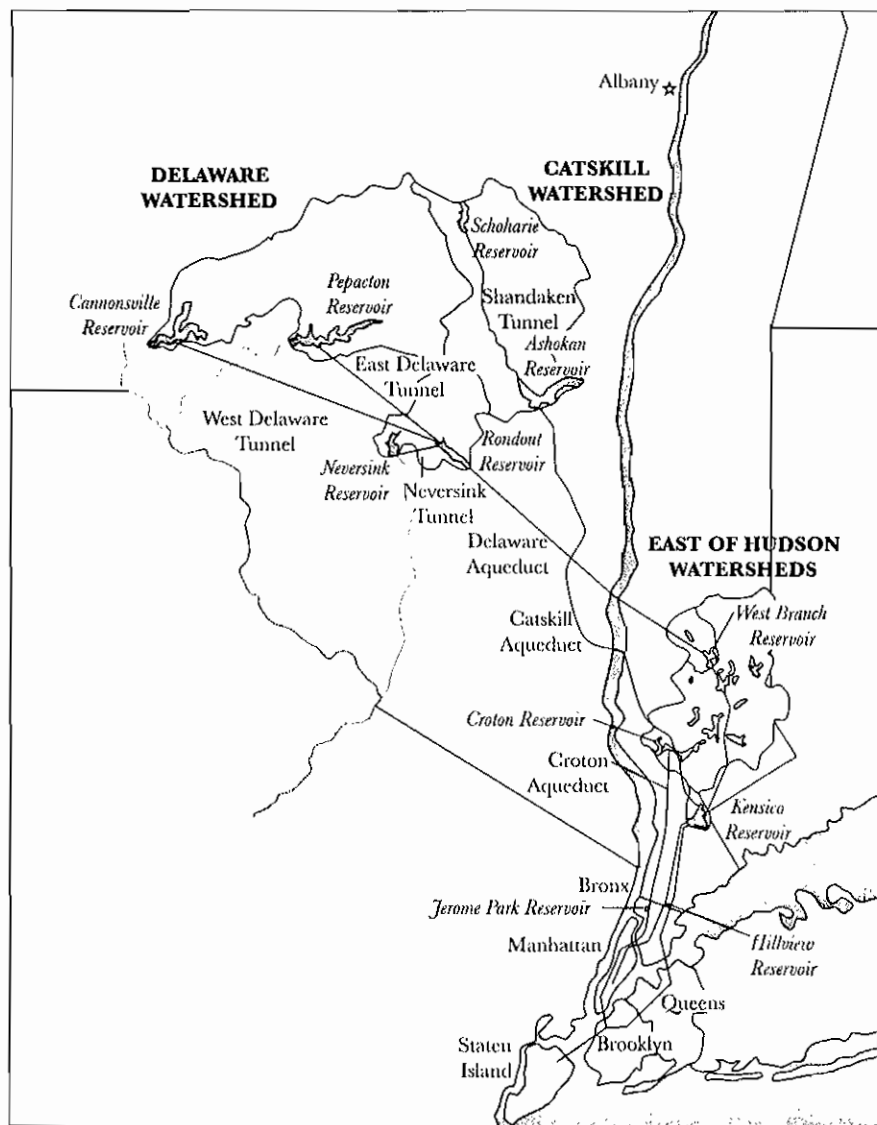 Albany
DELAWARE
WATERSHED
CATSKILL
WATERSHED
Schoharie
Reservoir
Pepacton
Reservoir
Cannonsville
Reservoir
Shandaken
Tunnel
Ashokan
Reservoir
East Delaware
Tunnel
West Delaware
Tunnel
Rondout
Reservoir
Neversink
Reservoir
Neversink
Tunnel
Delaware
Aqueduct
EAST OF HUDSON
WATERSHEDS
West Branch
Reservoir
Catskill
Aqueduct
Croton Reservoir
Croton
Aqueduct
Kensico
Reservoir
Bronx
Jerome Park Reservoir
Manhattan
Hillview
Reservoir
Queens
Brooklyn
Staten
Island